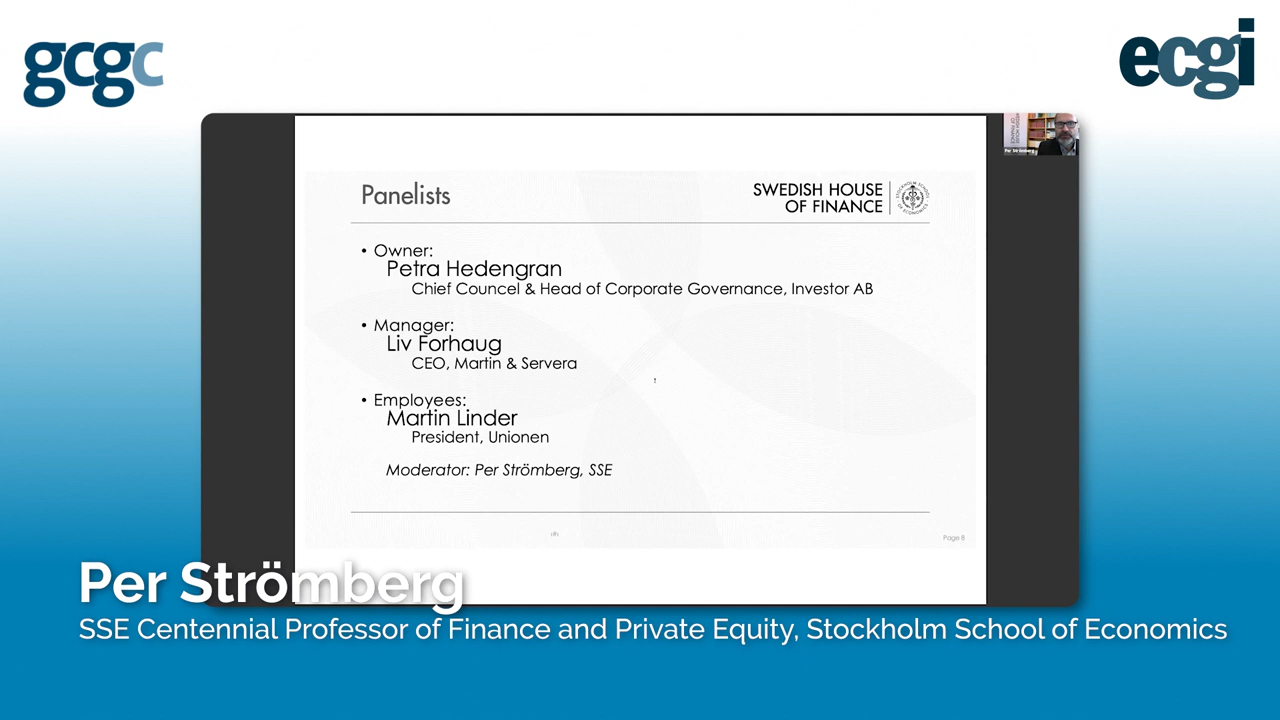 gcgc
ecgi
Panelists
SWEDISH HOUSE
OF FINANCE
• Owner:
Petra Hedengran
Chief Councel & Head of Corporate Governance, Investor AB
• Manager:
Liv Forhaug
CEO, Martin & Servera
• Employees:
Martin Linder
President, Unionen
Moderator: Per Strömberg, SSE
Page 8
Per Strömberg
SSE Centennial Professor of Finance and Private Equity, Stockholm School of Economics